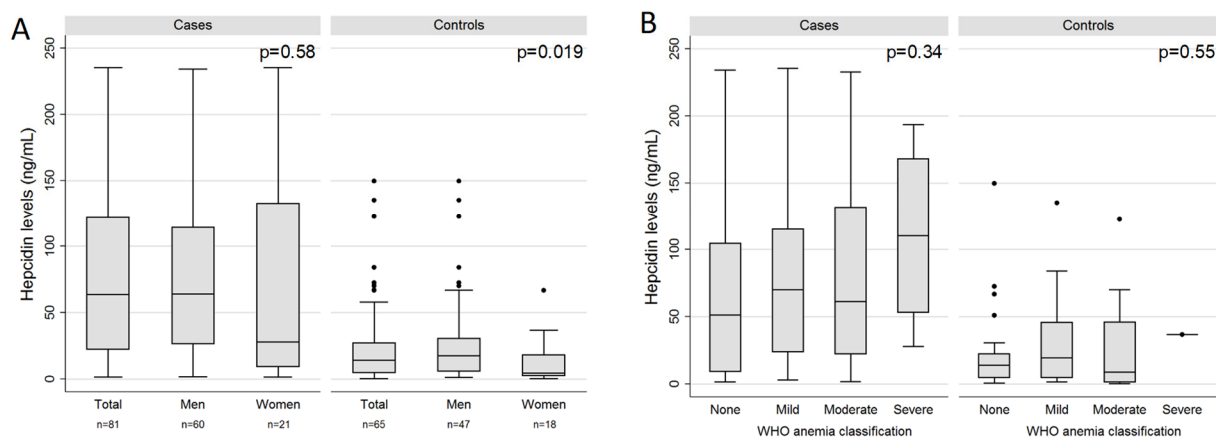 A
Cases
Controls
p=0.58
p=0.019
Hepcidin levels (ng/mL)
250
200
150
100
50
0
Total Men Women Total Men Women
n=81 n=60 n=21 n=65 n=47 n=18
B
Cases
Controls
p=0.34
p=0.55
Hepcidin levels (ng/mL)
250
200
150
100
50
0
None Mild Moderate Severe None Mild Moderate Severe
WHO anemia classification WHO anemia classification